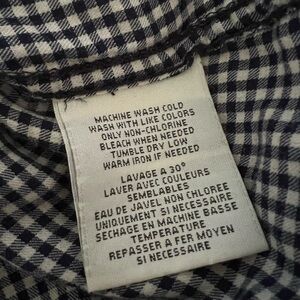 MACHINE WASH COLD
WASH WITH LIKE COLORS
ONLY NON-CHLORINE
BLEACH WHEN NEEDED
TUMBLE DRY LOW
WARM IRON IF NEEDED
LAVAGE A 30°
LAVER AVEC COULEURS
SEMBLABLES
EAU DE JAVEL NON CHLOREE
UNIQUEMENT SI NECESSAIRE
SECHAGE EN MACHINE BASSE
TEMPERATURE
REPASSER A FER MOYEN
SI NECESSAIRE